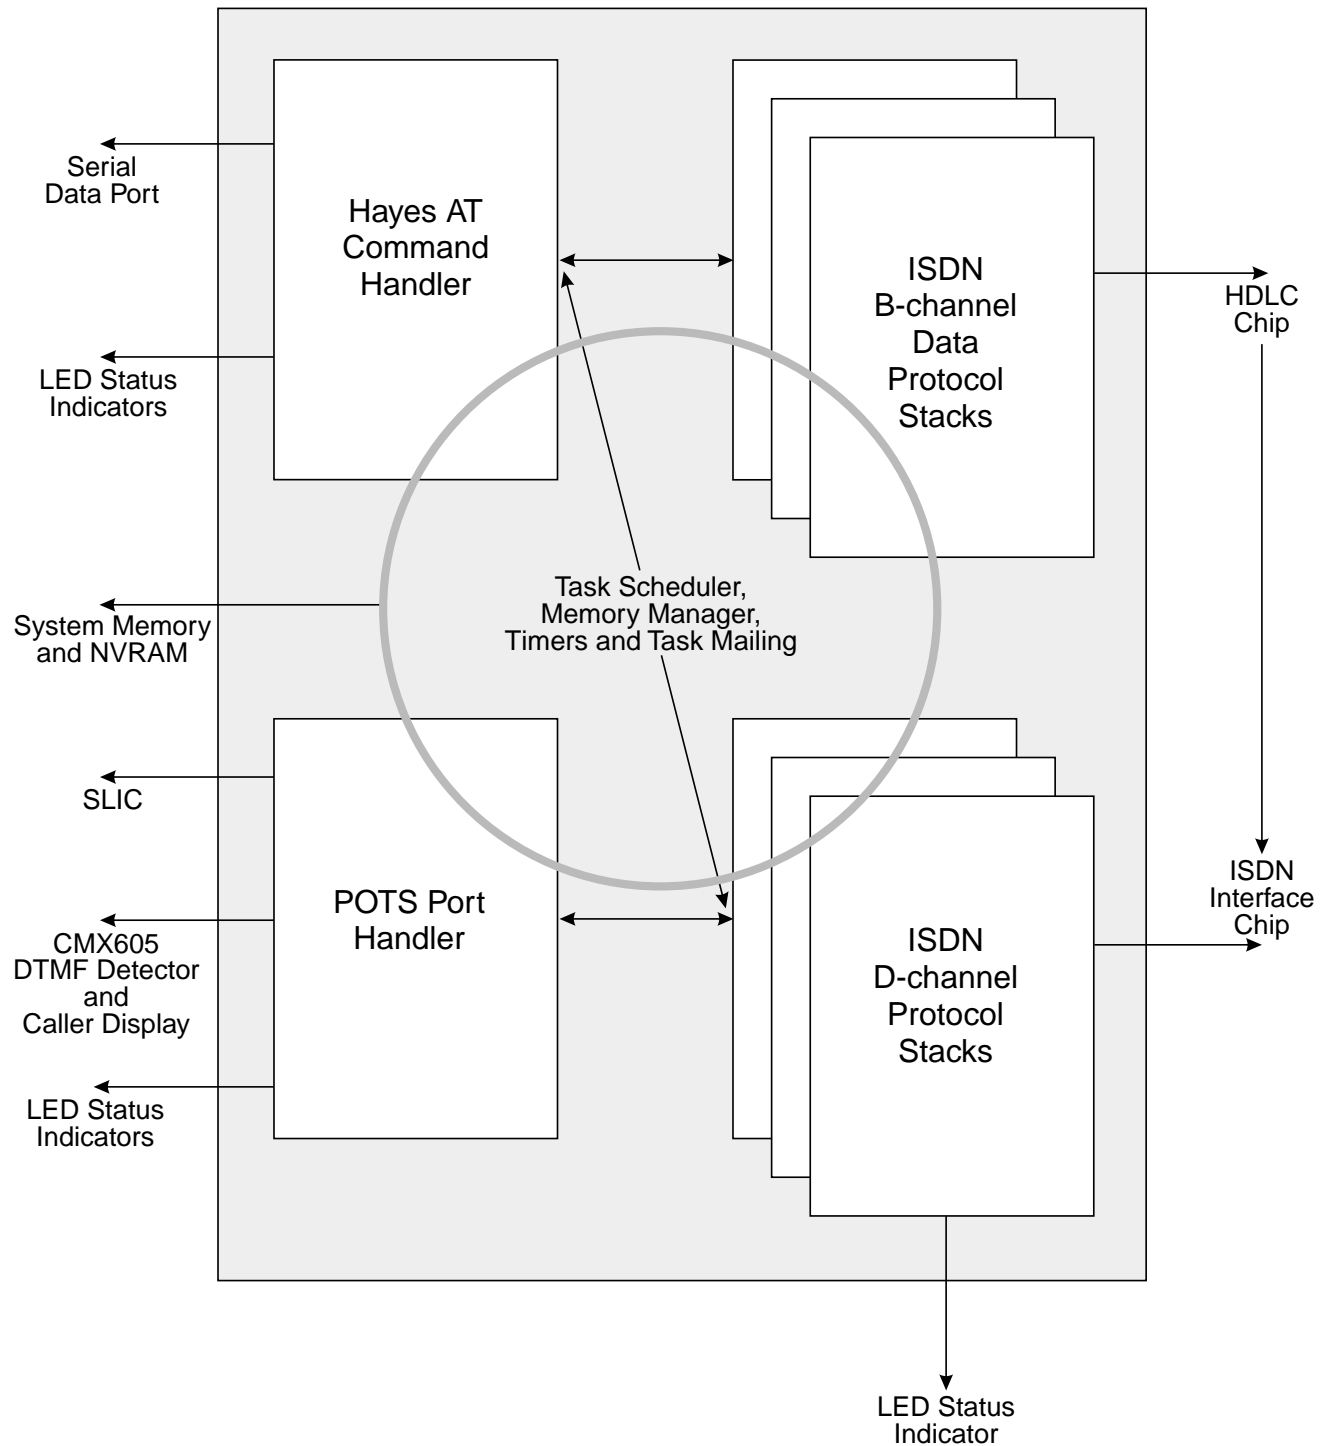 Serial
Data Port
Hayes AT
Command
Handler
ISDN
B-channel
Data
Protocol
Stacks
HDLC
Chip
LED Status
Indicators
Task Scheduler,
Memory Manager,
Timers and Task Mailing
System Memory
and NVRAM
SLIC
POTS Port
Handler
CMX605
DTMF Detector
and
Caller Display
LED Status
Indicators
ISDN
D-channel
Protocol
Stacks
ISDN
Interface
Chip
LED Status
Indicator